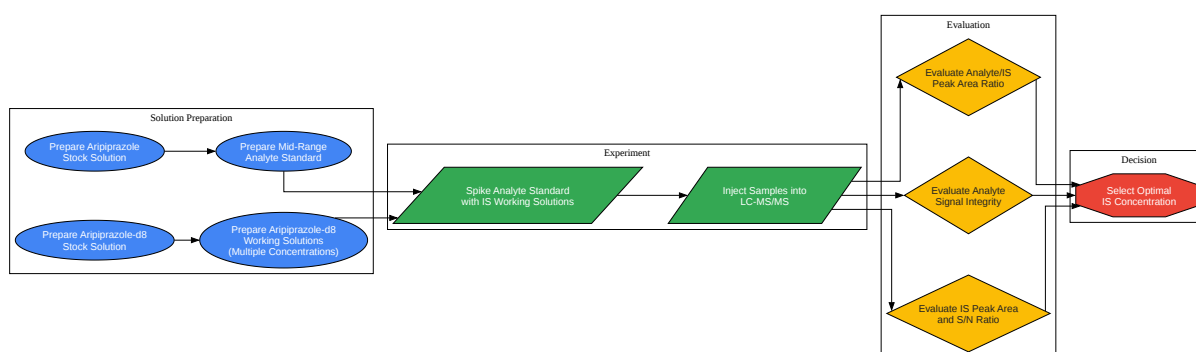 Solution Preparation
Prepare Aripiprazole
Stock Solution
Prepare Mid-Range
Analyte Standard
Prepare Aripiprazole-d8
Stock Solution
Prepare Aripiprazole-d8
Working Solutions
(Multiple Concentrations)
Experiment
Spike Analyte Standard
with IS Working Solutions
Inject Samples into
LC-MS/MS
Evaluation
Evaluate Analyte/IS
Peak Area Ratio
Evaluate Analyte
Signal Integrity
Evaluate IS Peak Area
and S/N Ratio
Decision
Select Optimal
IS Concentration